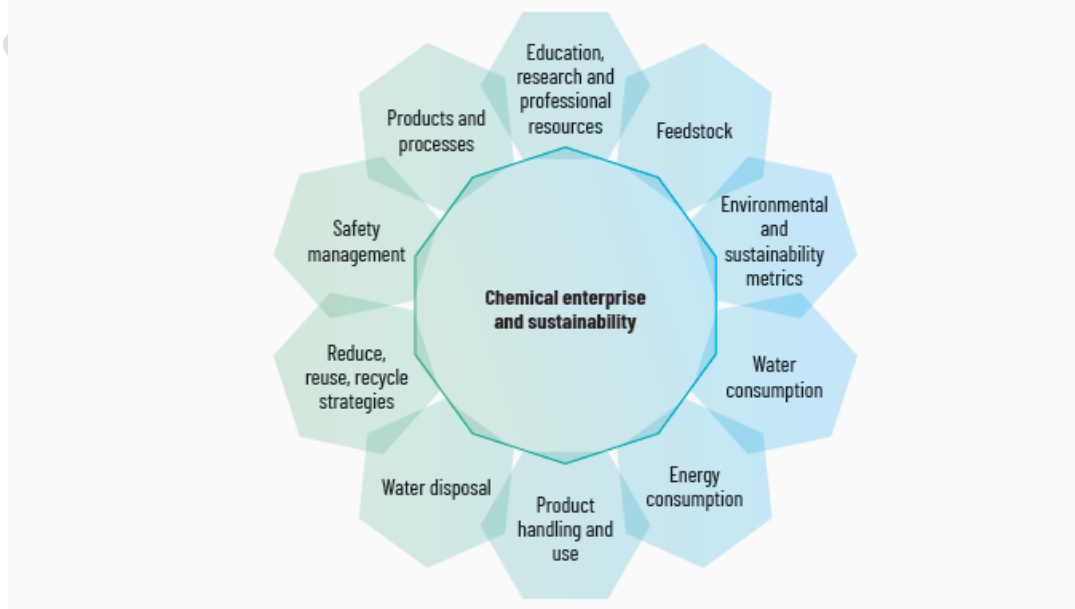 Education,
research and
professional
resources
Feedstock
Environmental
and
sustainability
metrics
Water
consumption
Energy
consumption
Product
handling and
use
Water disposal
Reduce,
reuse, recycle
strategies
Safety
management
Products and
processes
Chemical enterprise
and sustainability